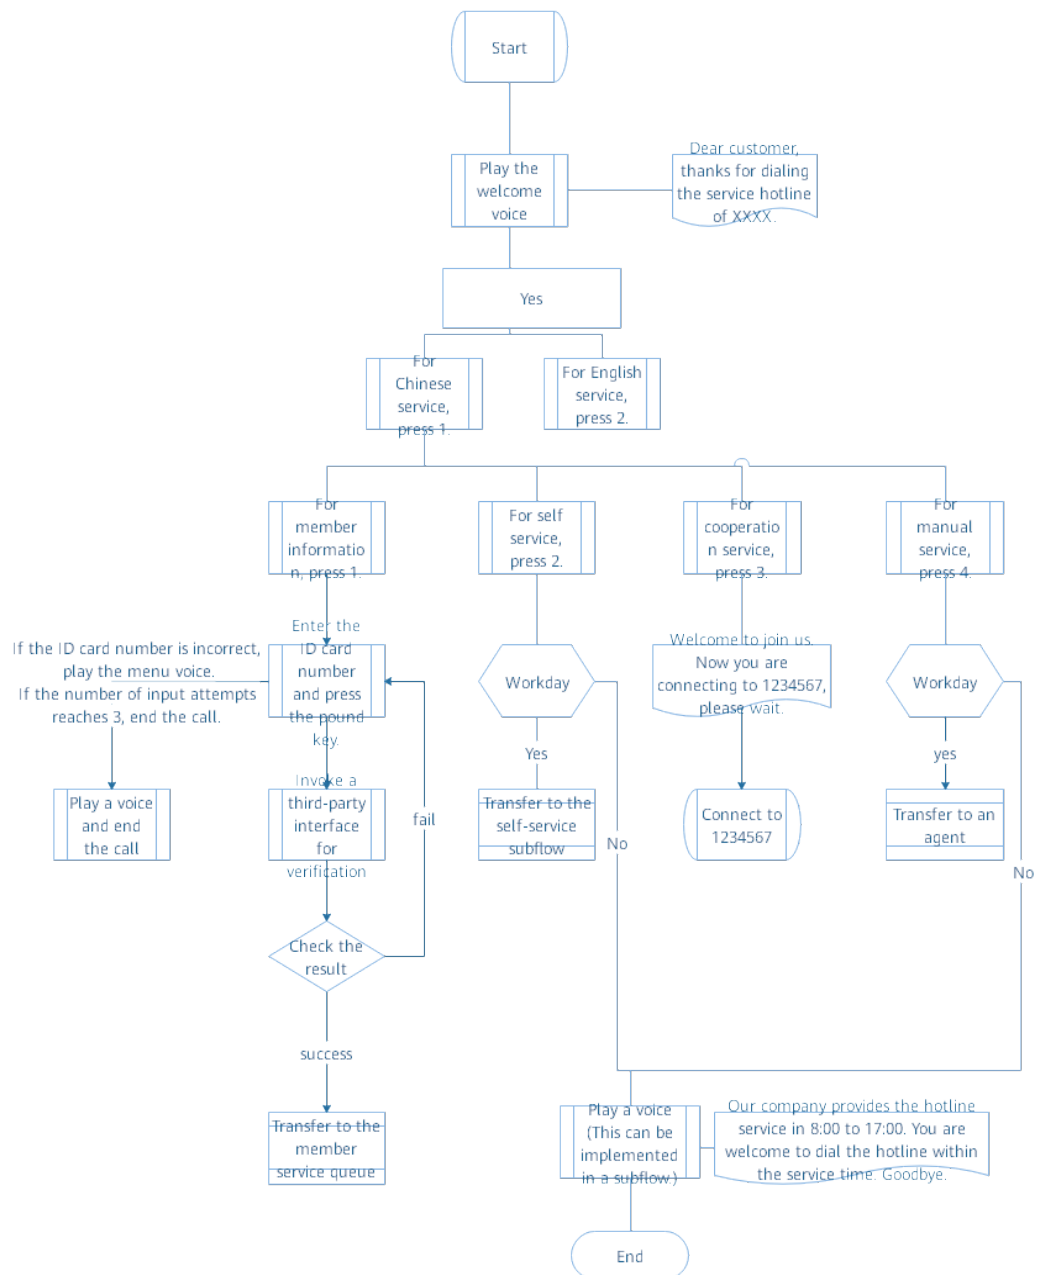 Start
Play the
welcome
voice
Dear customer,
thanks for dialing
the service hotline
of XXXX.
Yes
For
Chinese
service,
press 1.
For English
service,
press 2.
For
member
informatio
n, press 1.
For self
service,
press 2.
For
cooperatio
n service,
press 3.
For
manual
service,
press 4.
If the ID card number is incorrect,
play the menu voice.
If the number of input attempts
reaches 3, end the call.
Enter the
ID card
number
and press
the pound
key.
Workday
Welcome to join us.
Now you are
connecting to 1234567,
please wait.
Workday
Yes
yes
Play a voice
and end
the call
Invoke a
third-party
interface
for
verification
fail
Transfer to the
self-service
subflow
No
Connect to
1234567
Transfer to an
agent
No
Check the
result
success
Transfer to the
member
service queue
Play a voice
(This can be
implemented
in a subflow.)
Our company provides the hotline
service in 8:00 to 17:00. You are
welcome to dial the hotline within
the service time. Goodbye.
End